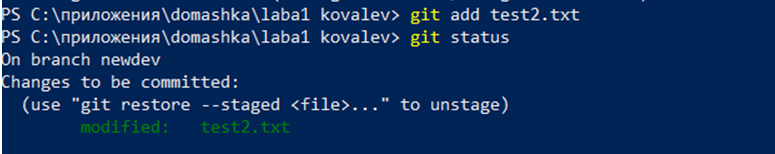 PS C:\приложения\domashka\laba1 kovalev> git add test2.txt
PS C:\приложения\domashka\laba1 kovalev> git status
On branch newdev
Changes to be committed:
  (use "git restore --staged <file>..." to unstage)
        modified:   test2.txt